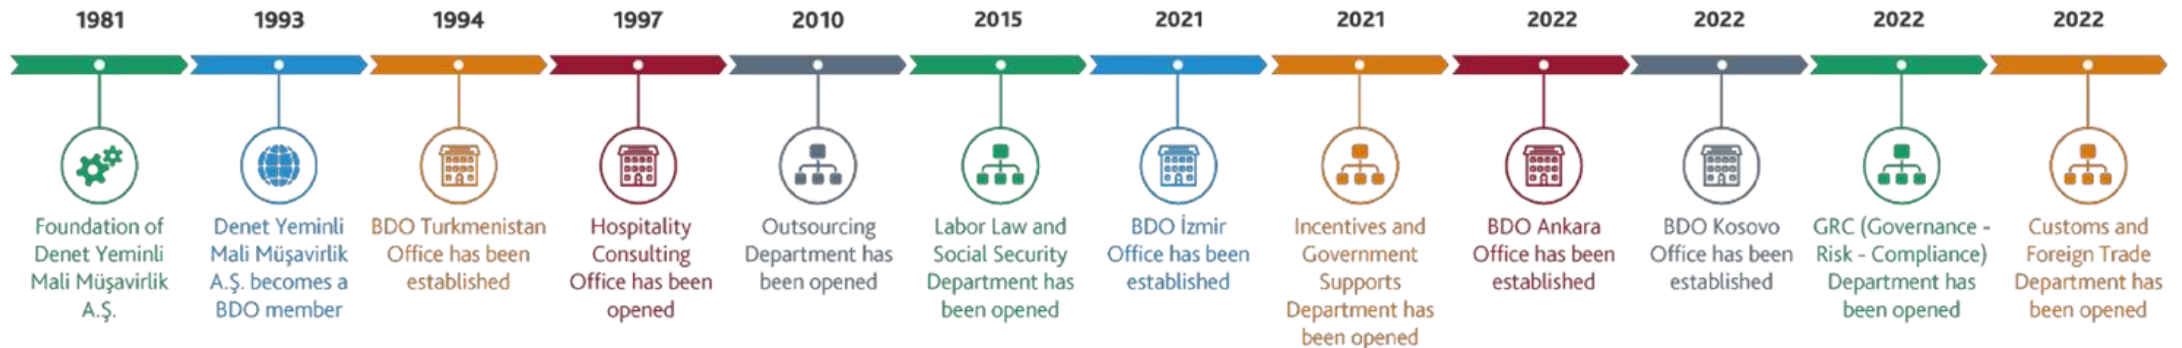 1981
1993
1994
1997
2010
2015
2021
2021
2022
2022
2022
2022
Foundation of
Denet Yeminli
Mali Müşavirlik
A.Ş.
Denet Yeminli
Mali Müşavirlik
A.Ş. becomes a
BDO member
BDO Turkmenistan
Office has been
established
Hospitality
Consulting
Office has been
opened
Outsourcing
Department has
been opened
Labor Law and
Social Security
Department has
been opened
BDO İzmir
Office has been
established
Incentives and
Government
Supports
Department has
been opened
BDO Ankara
Office has been
established
BDO Kosovo
Office has been
established
GRC (Governance -
Risk - Compliance)
Department has
been opened
Customs and
Foreign Trade
Department has
been opened